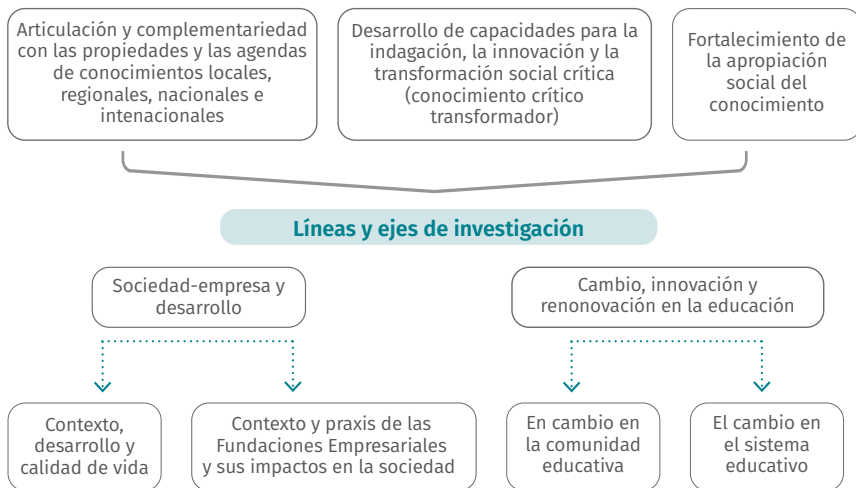 Articulación y complementariedad
con las propiedades y las agendas
de conocimientos locales,
regionales, nacionales e
intenacionales
Desarrollo de capacidades para la
indagación, la innovación y la
transformación social crítica
(conocimiento crítico
transformador)
Fortalecimiento de
la apropiación
social del
conocimiento
Líneas y ejes de investigación
Sociedad-empresa y
desarrollo
Cambio, innovación y
renonovación en la educación
Contexto,
desarrollo y
calidad de vida
Contexto y praxis de las
Fundaciones Empresariales
y sus impactos en la sociedad
En cambio en
la comunidad
educativa
El cambio en
el sistema
educativo